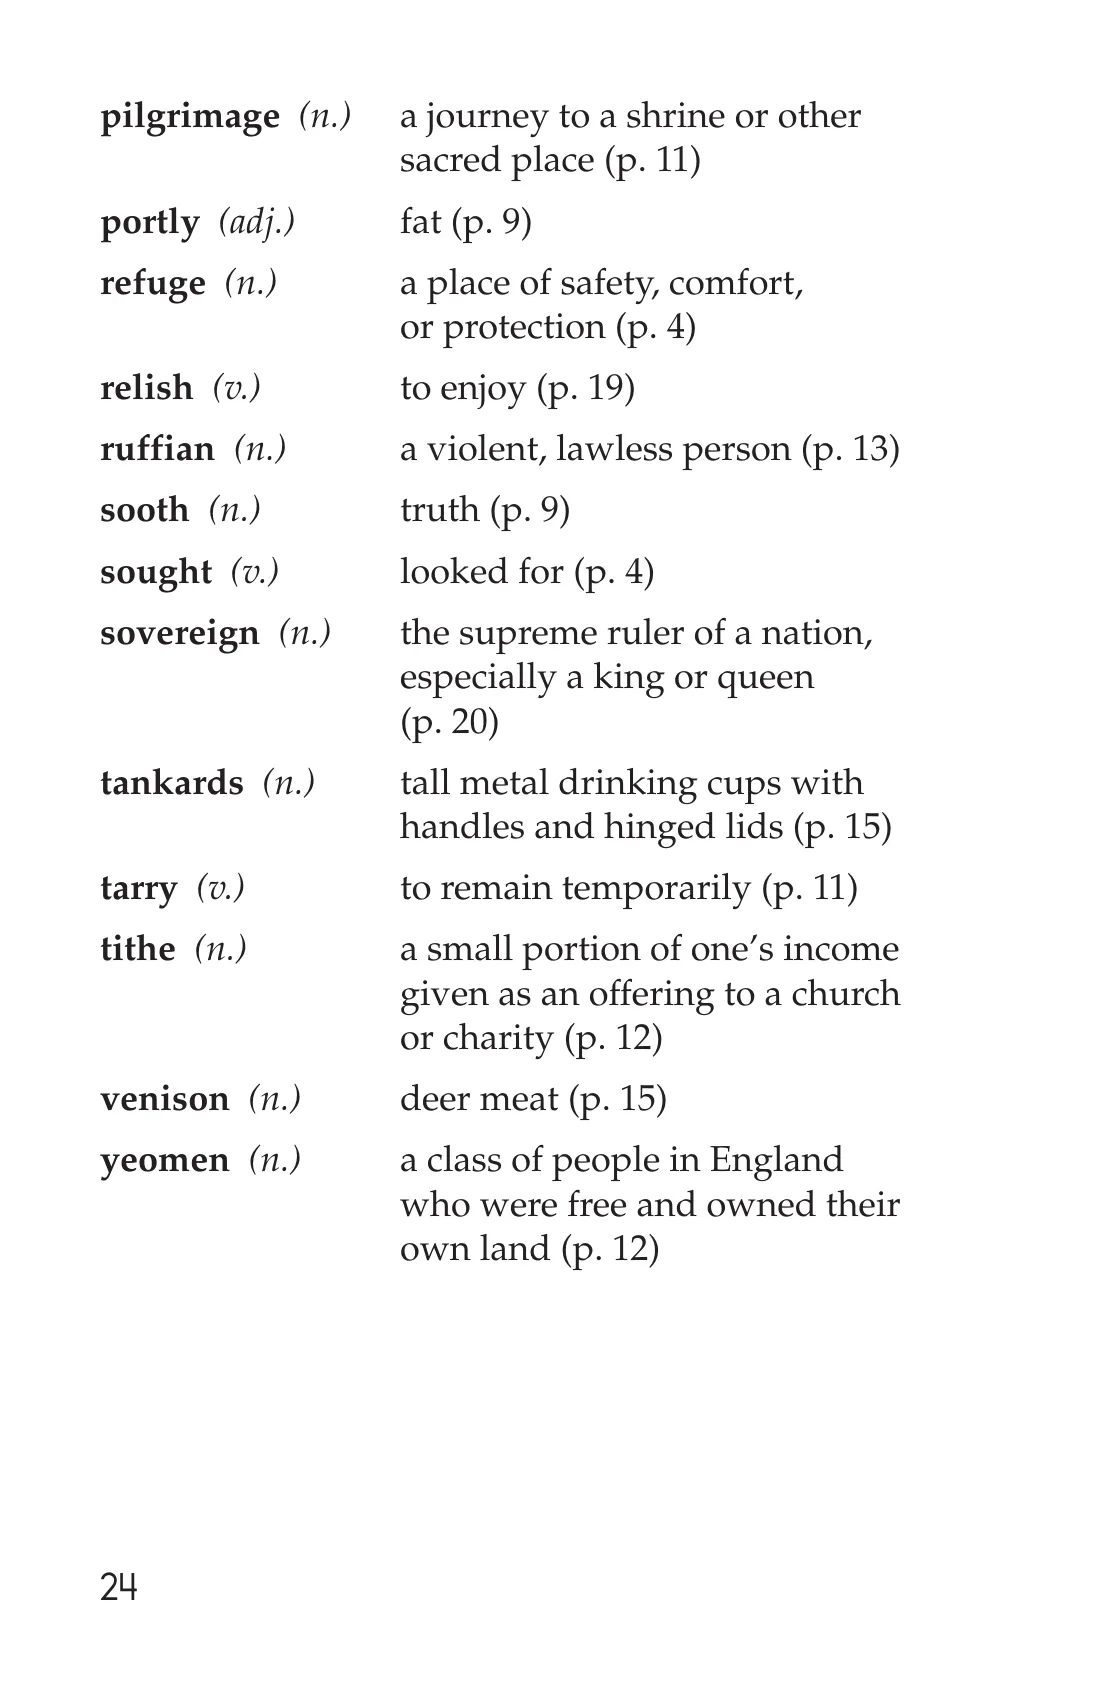 pilgrimage (n.) a journey to a shrine or other
sacred place (p. 11)
portly (adj.) fat (p. 9)
refuge (n.) a place of safety, comfort,
or protection (p. 4)
relish (v.) to enjoy (p. 19)
ruffian (n.) a violent, lawless person (p. 13)
sooth (n.) truth (p. 9)
sought (v.) looked for (p. 4)
sovereign (n.) the supreme ruler of a nation,
especially a king or queen
(p. 20)
tankards (n.) tall metal drinking cups with
handles and hinged lids (p. 15)
tarry (v.) to remain temporarily (p. 11)
tithe (n.) a small portion of one’s income
given as an offering to a church
or charity (p. 12)
venison (n.) deer meat (p. 15)
yeomen (n.) a class of people in England
who were free and owned their
own land (p. 12)
24